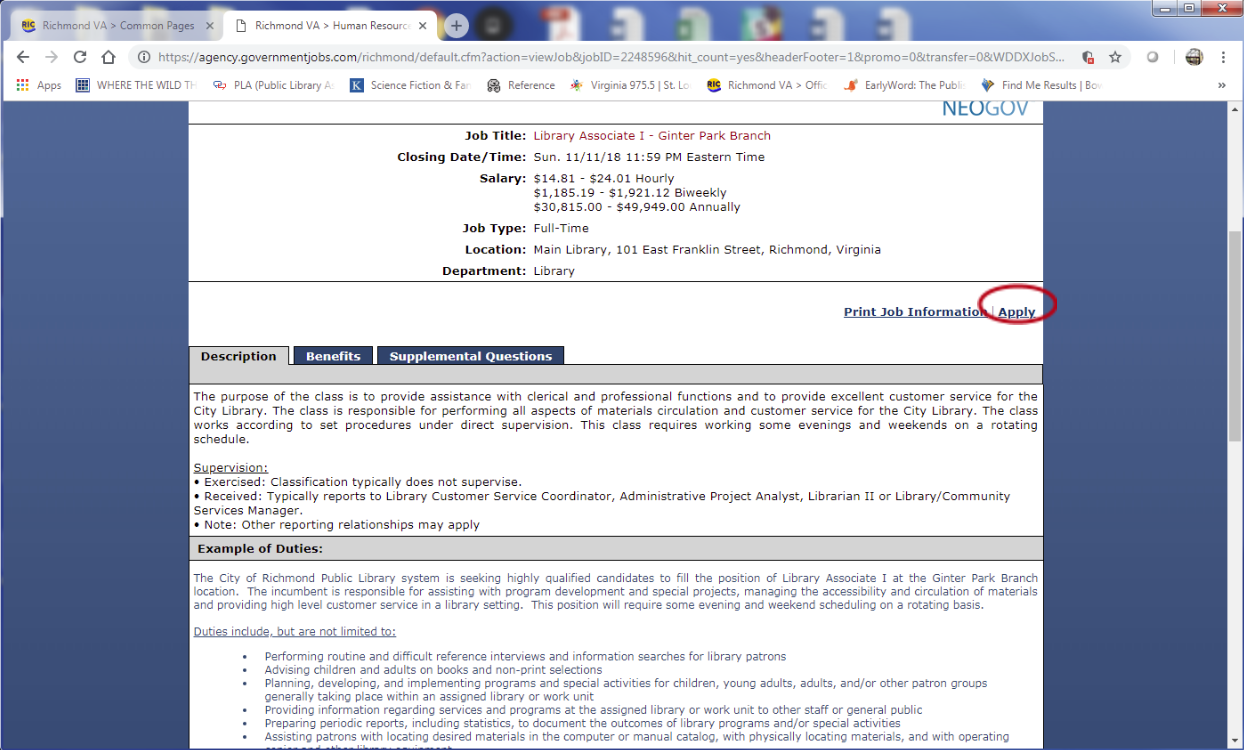 Richmond VA > Common Pages
Richmond VA > Human Resource
https://agency.governmentjobs.com/richmond/default.cfm?action=viewJob&jobID=2248596&hit_count=yes&headerFooter=1&promo=0&transfer=0&WDDXJobS...
Apps
WHERE THE WILD TH
PLA (Public Library As
Science Fiction & Fan
Reference
Virginia 975.5 | St. Lo
Richmond VA > Offic
EarlyWord: The Publis
Find Me Results | Bow
»
NEOGOV
Job Title: Library Associate I - Ginter Park Branch
Closing Date/Time: Sun. 11/11/18 11:59 PM Eastern Time
Salary: $14.81 - $24.01 Hourly
$1,185.19 - $1,921.12 Biweekly
$30,815.00 - $49,949.00 Annually
Job Type: Full-Time
Location: Main Library, 101 East Franklin Street, Richmond, Virginia
Department: Library
Print Job Information | Apply
Description Benefits Supplemental Questions
The purpose of the class is to provide assistance with clerical and professional functions and to provide excellent customer service for the
City Library. The class is responsible for performing all aspects of materials circulation and customer service for the City Library. The class
works according to set procedures under direct supervision. This class requires working some evenings and weekends on a rotating
schedule.
Supervision:
• Exercised: Classification typically does not supervise.
• Received: Typically reports to Library Customer Service Coordinator, Administrative Project Analyst, Librarian II or Library/Community
Services Manager.
• Note: Other reporting relationships may apply
Example of Duties:
The City of Richmond Public Library system is seeking highly qualified candidates to fill the position of Library Associate I at the Ginter Park Branch
location. The incumbent is responsible for assisting with program development and special projects, managing the accessibility and circulation of materials
and providing high level customer service in a library setting. This position will require some evening and weekend scheduling on a rotating basis.
Duties include, but are not limited to:
• Performing routine and difficult reference interviews and information searches for library patrons
• Advising children and adults on books and non-print selections
• Planning, developing, and implementing programs and special activities for children, young adults, adults, and/or other patron groups
generally taking place within an assigned library or work unit
• Providing information regarding services and programs at the assigned library or work unit to other staff or general public
• Preparing periodic reports, including statistics, to document the outcomes of library programs and/or special activities
• Assisting patrons with locating desired materials in the computer or manual catalog, with physically locating materials, and with operating